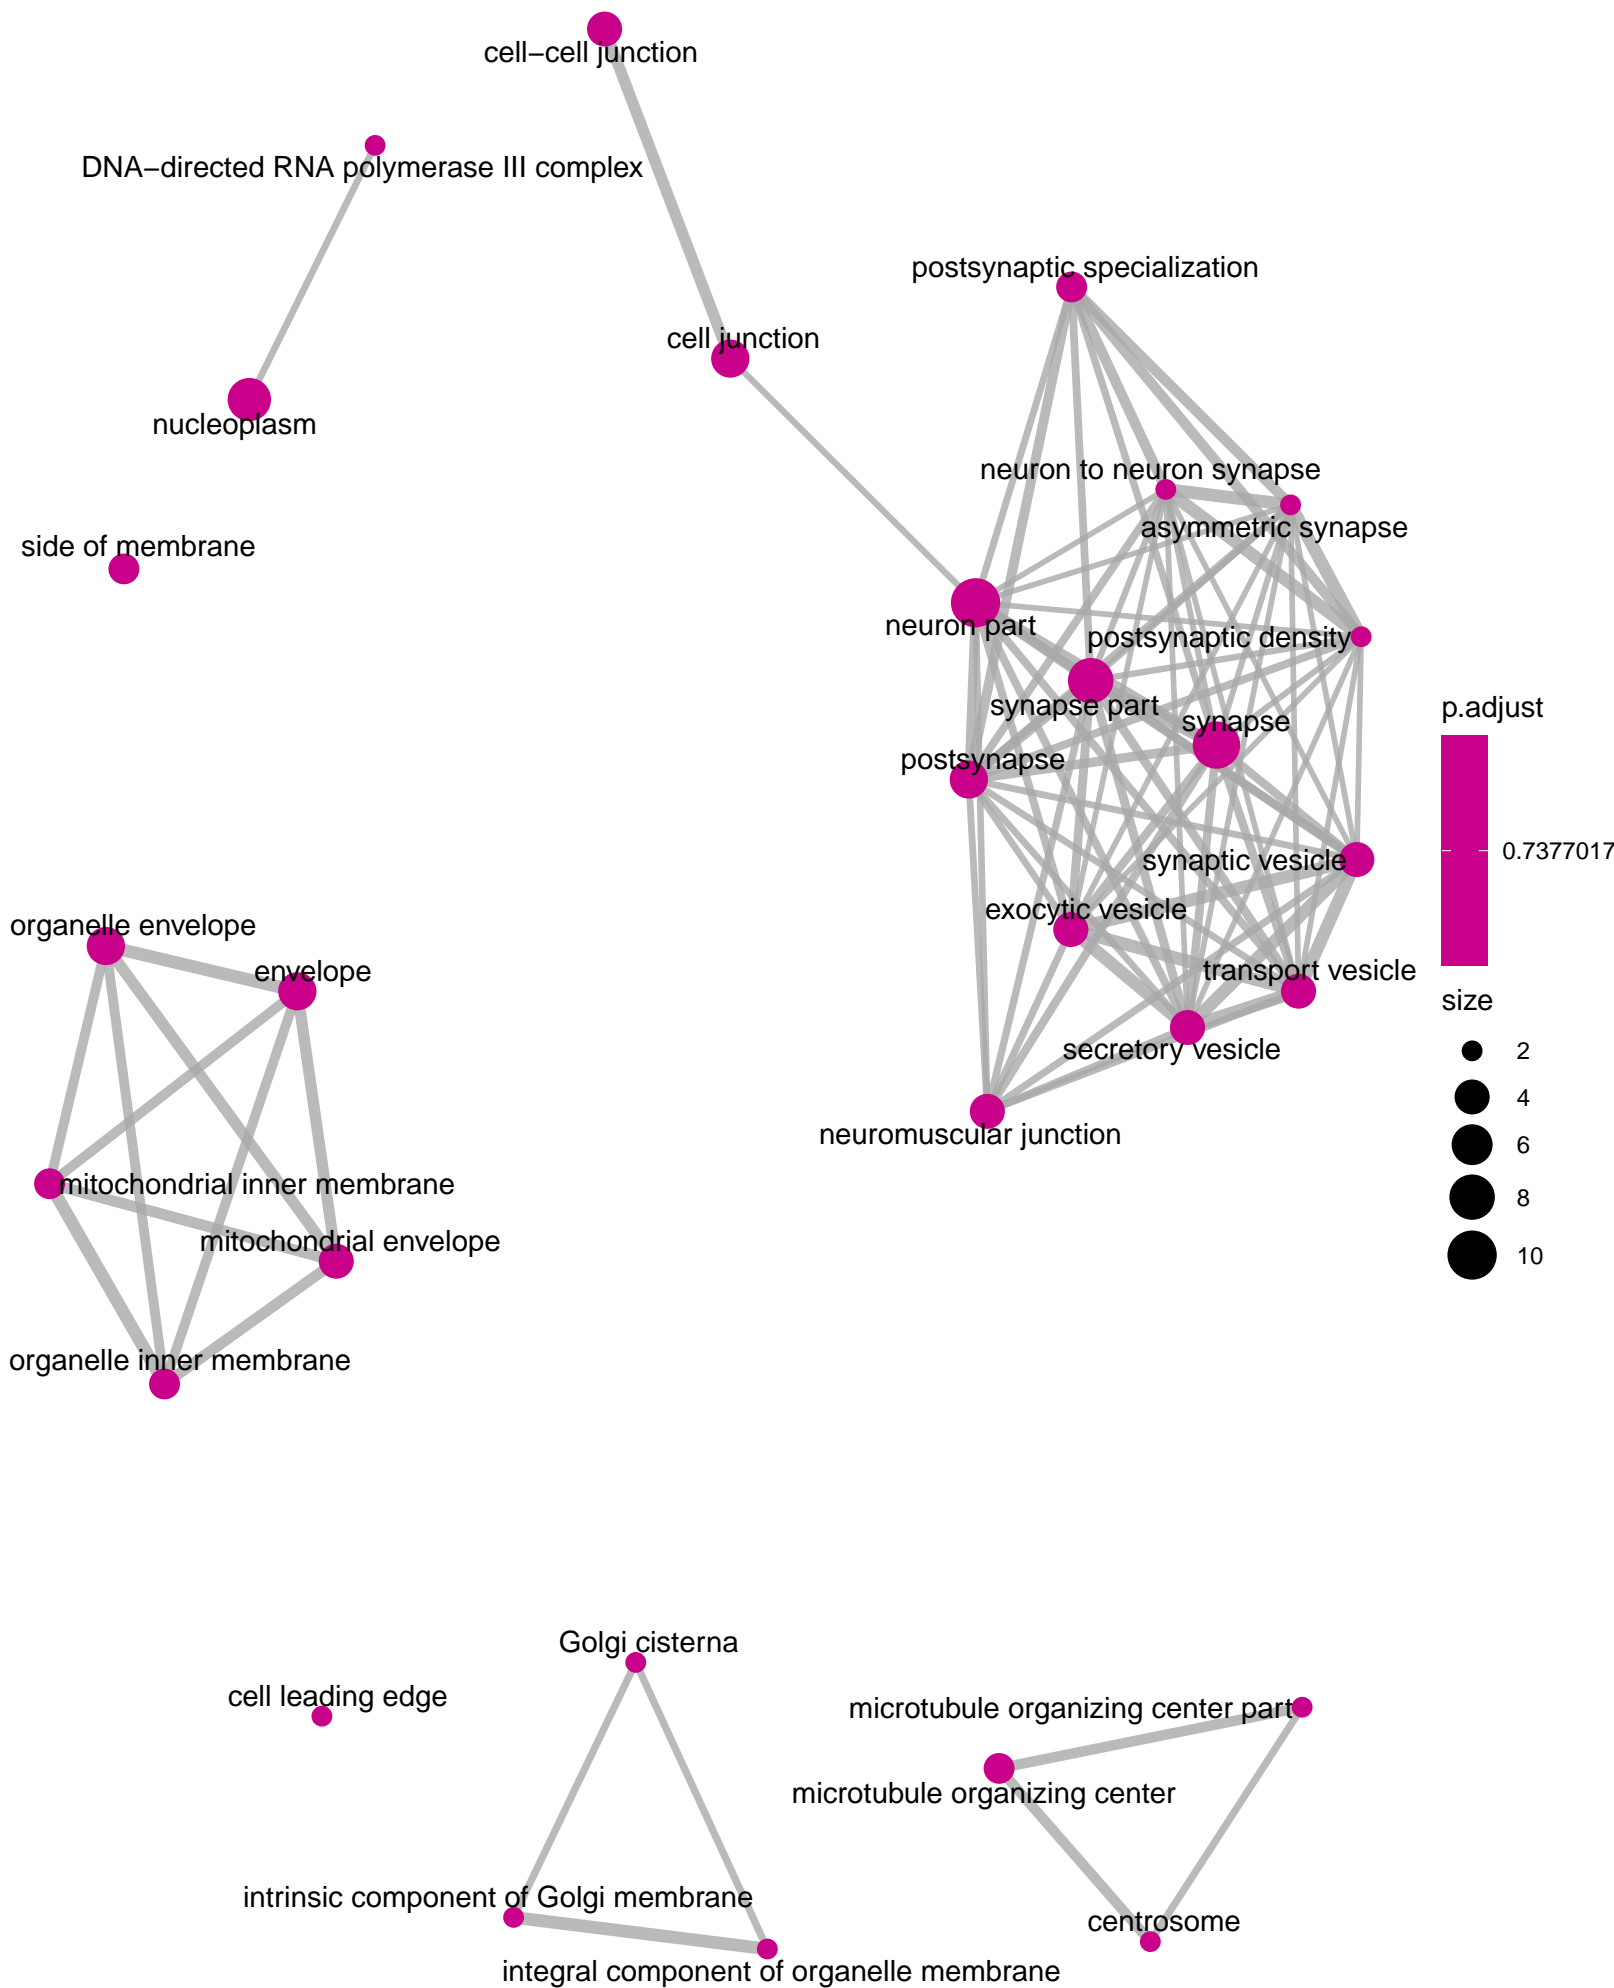 cell−cell junction
DNA−directed RNA polymerase III complex
postsynaptic specialization
cell junction
nucleoplasm
neuron to neuron synapse
asymmetric synapse
side of membrane
neuron part
postsynaptic density
synapse part
p.adjust
synapse
postsynapse
0.7377017
synaptic vesicle
exocytic vesicle
organelle envelope
envelope
transport vesicle
size
secretory vesicle
2
4
neuromuscular junction
6
mitochondrial inner membrane
8
mitochondrial envelope
10
organelle inner membrane
Golgi cisterna
cell leading edge
microtubule organizing center part
microtubule organizing center
intrinsic component of Golgi membrane
centrosome
integral component of organelle membrane